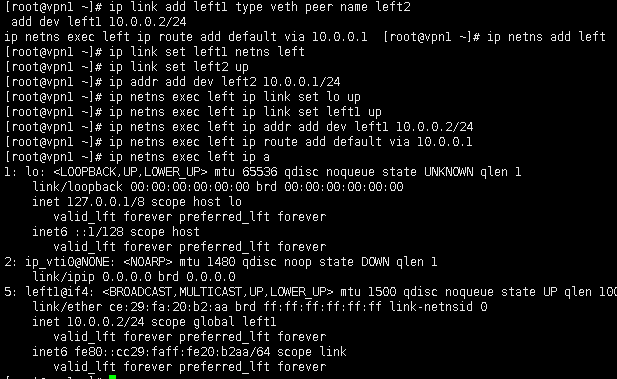 [root@vpn1 ~]# ip link add left1 type veth peer name left2
 add dev left1 10.0.0.2/24
ip netns exec left ip route add default via 10.0.0.1  [root@vpn1 ~]# ip netns add left
[root@vpn1 ~]# ip link set left1 netns left
[root@vpn1 ~]# ip link set left2 up
[root@vpn1 ~]# ip addr add dev left2 10.0.0.1/24
[root@vpn1 ~]# ip netns exec left ip link set lo up
[root@vpn1 ~]# ip netns exec left ip link set left1 up
[root@vpn1 ~]# ip netns exec left ip addr add dev left1 10.0.0.2/24
[root@vpn1 ~]# ip netns exec left ip route add default via 10.0.0.1
[root@vpn1 ~]# ip netns exec left ip a
1: lo: <LOOPBACK,UP,LOWER_UP> mtu 65536 qdisc noqueue state UNKNOWN qlen 1
    link/loopback 00:00:00:00:00:00 brd 00:00:00:00:00:00
    inet 127.0.0.1/8 scope host lo
       valid_lft forever preferred_lft forever
    inet6 ::1/128 scope host
       valid_lft forever preferred_lft forever
2: ip_vti0@NONE: <NOARP> mtu 1480 qdisc noop state DOWN qlen 1
    link/ipip 0.0.0.0 brd 0.0.0.0
5: left1@if4: <BROADCAST,MULTICAST,UP,LOWER_UP> mtu 1500 qdisc noqueue state UP qlen 100
    link/ether ce:29:fa:20:b2:aa brd ff:ff:ff:ff:ff:ff link-netnsid 0
    inet 10.0.0.2/24 scope global left1
       valid_lft forever preferred_lft forever
    inet6 fe80::cc29:faff:fe20:b2aa/64 scope link
       valid_lft forever preferred_lft forever